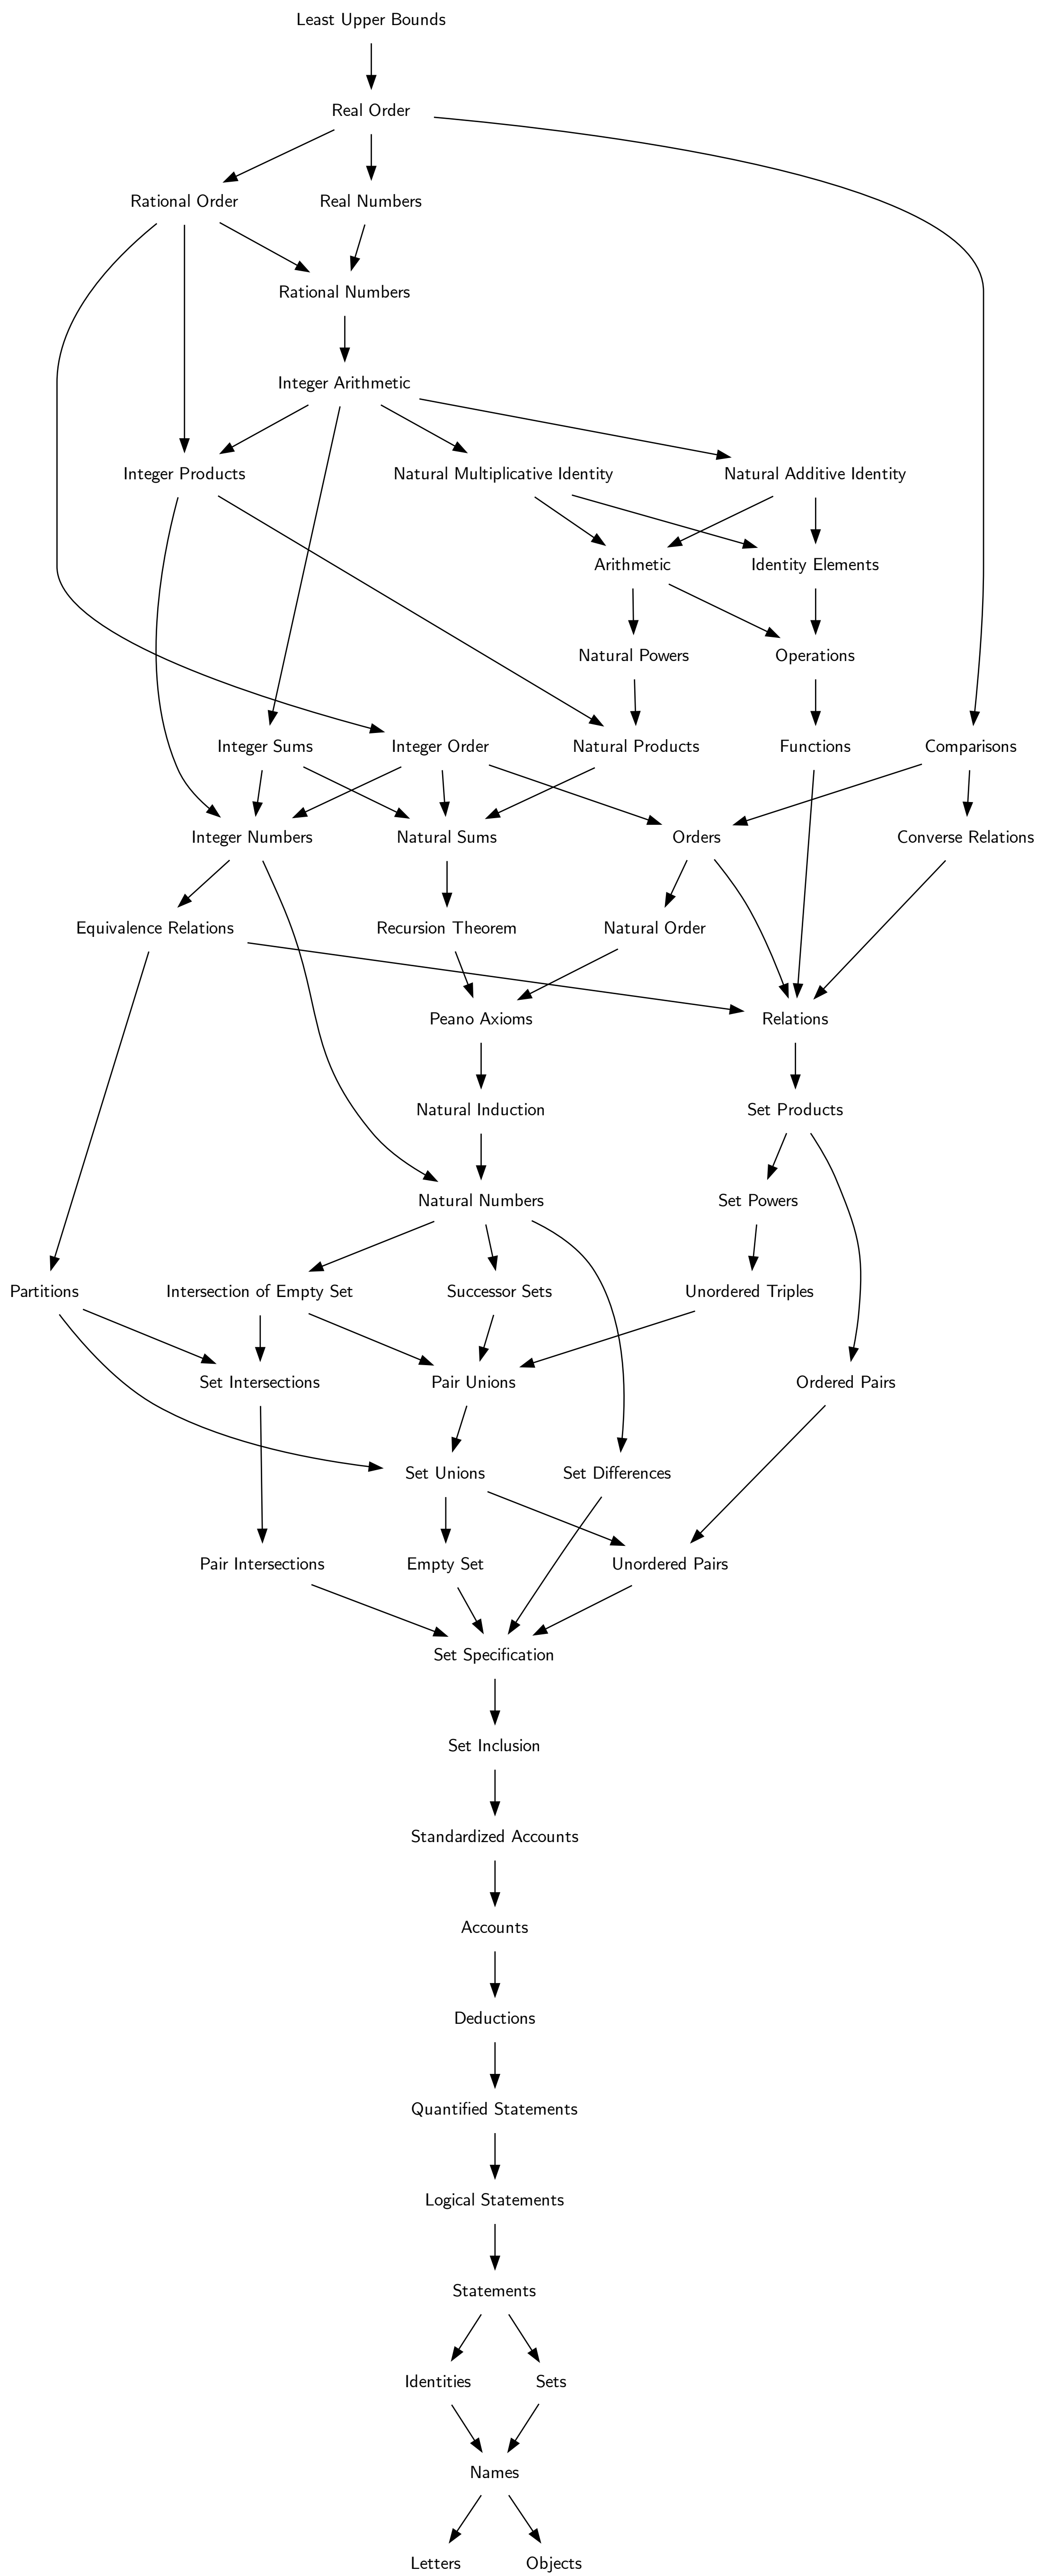 Least Upper Bounds
Real Order
Rational Order
Real Numbers
Rational Numbers
Integer Arithmetic
Integer Products
Natural Multiplicative Identity
Natural Additive Identity
Arithmetic
Identity Elements
Natural Powers
Operations
Integer Sums
Integer Order
Natural Products
Functions
Comparisons
Integer Numbers
Natural Sums
Orders
Converse Relations
Equivalence Relations
Recursion Theorem
Natural Order
Peano Axioms
Relations
Natural Induction
Set Products
Natural Numbers
Set Powers
Partitions
Intersection of Empty Set
Successor Sets
Unordered Triples
Set Intersections
Pair Unions
Ordered Pairs
Set Unions
Set Differences
Pair Intersections
Empty Set
Unordered Pairs
Set Specification
Set Inclusion
Standardized Accounts
Accounts
Deductions
Quantified Statements
Logical Statements
Statements
Identities
Sets
Names
Letters
Objects